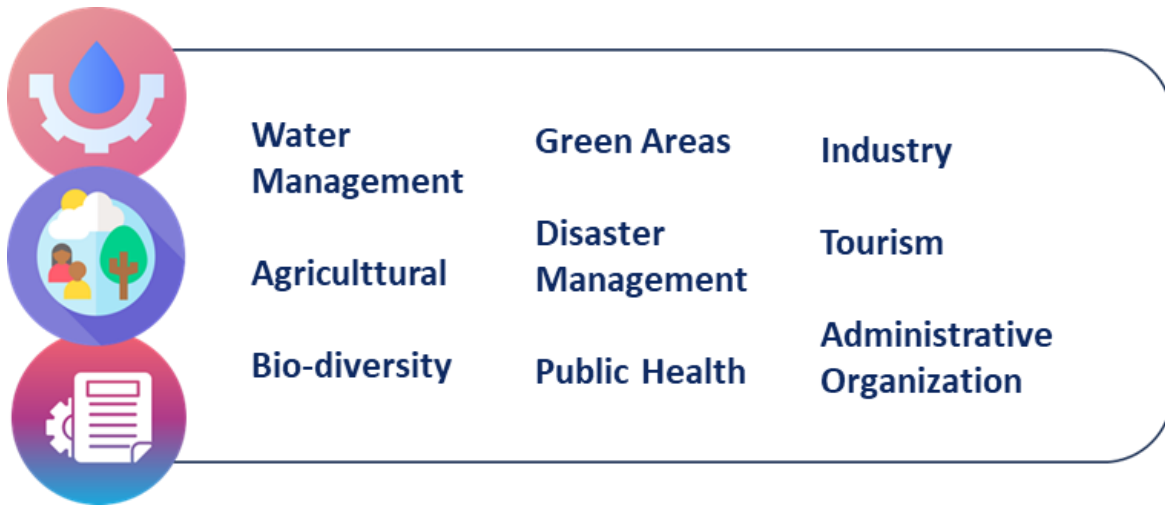 Water
Management
Agriculttural
Bio-diversity
Green Areas
Disaster
Management
Public Health
Industry
Tourism
Administrative
Organization